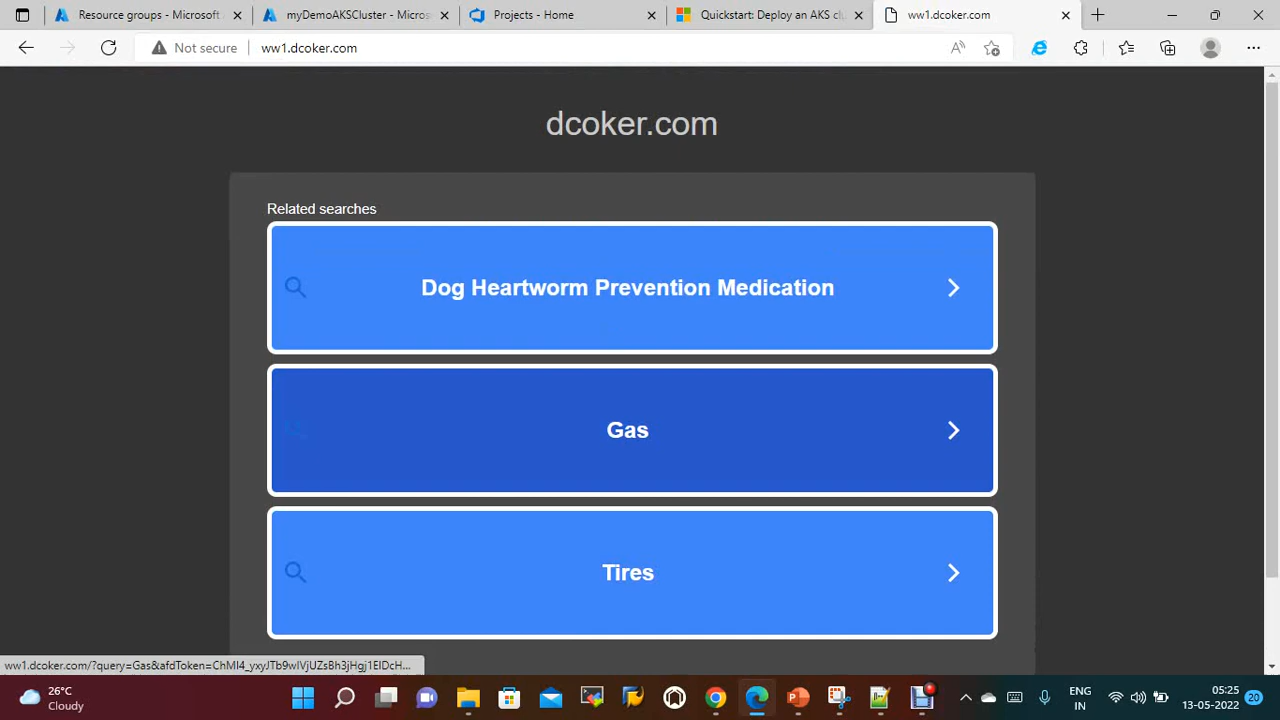 Resource groups - Microsoft
myDemoAKSCluster - Micros
Projects - Home
Quickstart: Deploy an AKS clu
ww1.dcoker.com
Not secure
ww1.dcoker.com
dcoker.com
Related searches
Dog Heartworm Prevention Medication
Gas
Tires
ww1.dcoker.com/?query=Gas&afdToken=ChMI4_yxyJTb9wIVjUZsBh3jHgj1EIDcH...
26°C
Cloudy
ENG
IN
05:25
13-05-2022
20